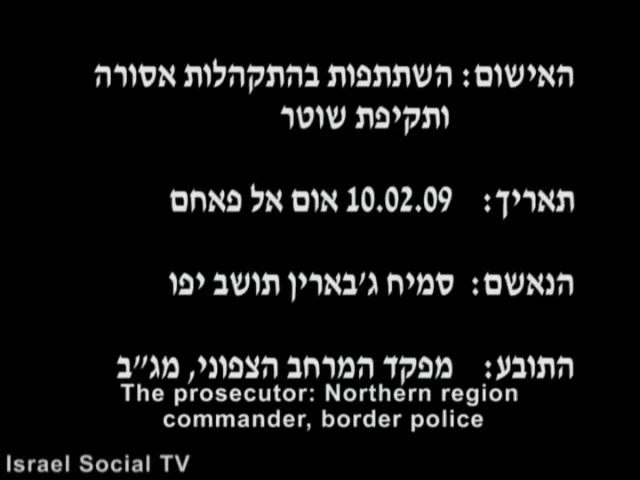 האישום: השתתפות בהתקהלות אסורה
ותקיפת שוטר
תאריך: 10.02.09 אום אל פאחם
הנאשם: סמיח ג'בארין תושב יפו
התובע: מפקד המרחב הצפוני, מג"ב
The prosecutor: Northern region
commander, border police
Israel Social TV